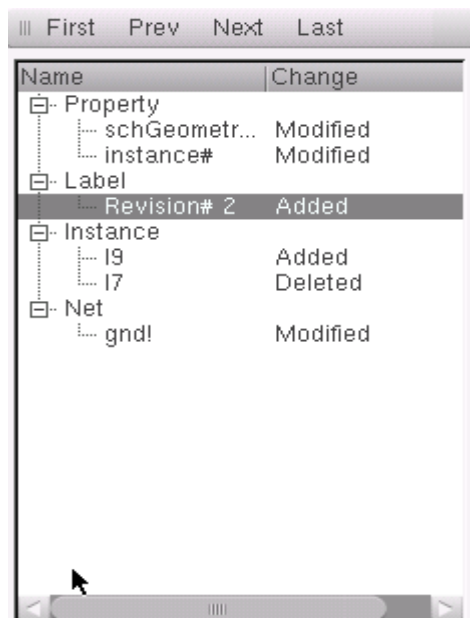 First Prev Next Last
Name Change
Property
schGeometr... Modified
instance# Modified
Label
Revision# 2 Added
Instance
I9 Added
I7 Deleted
Net
gnd! Modified